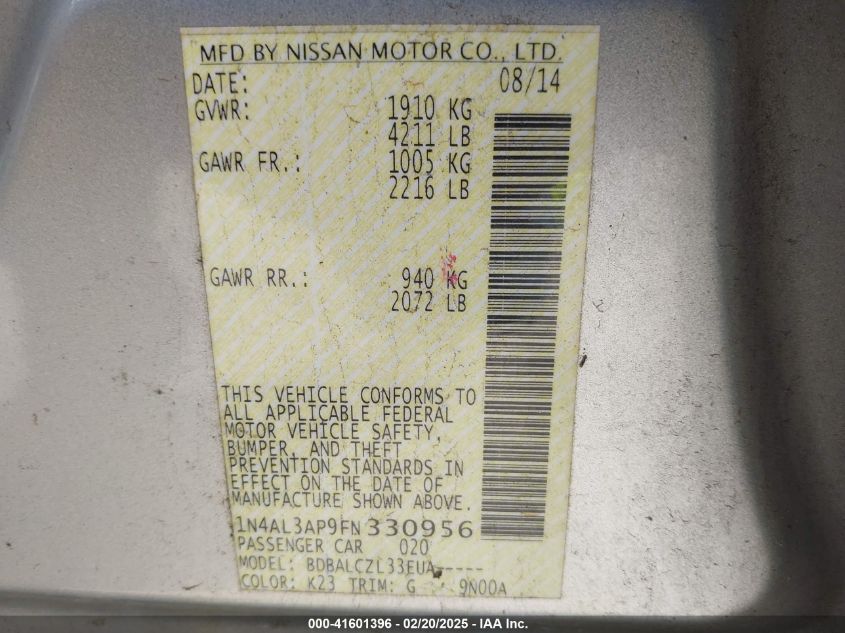 MFD BY NISSAN MOTOR CO., LTD.
DATE: 08/14
GVWR: 1910 KG
4211 LB
GAWR FR.: 1005 KG
2216 LB
GAWR RR.: 940 KG
2072 LB
THIS VEHICLE CONFORMS TO
ALL APPLICABLE FEDERAL
MOTOR VEHICLE SAFETY,
BUMPER, AND THEFT
PREVENTION STANDARDS IN
EFFECT ON THE DATE OF
MANUFACTURE SHOWN ABOVE.
1N4AL3AP9FN330956
PASSENGER CAR 020
MODEL: BDBALCZL33EUA-----
COLOR: K23 TRIM: G 9N00A
000-41601396 - 02/20/2025 - IAA Inc.